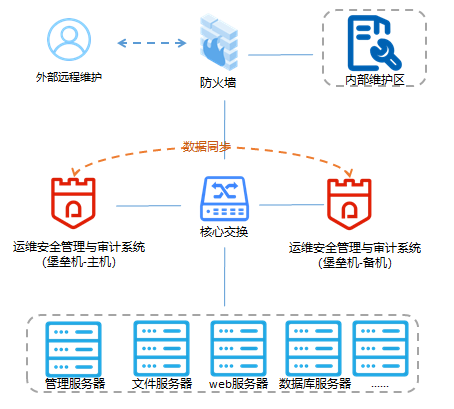 外部远程维护
防火墙
内部维护区
数据同步
运维安全管理与审计系统
(堡垒机-主机)
核心交换
运维安全管理与审计系统
(堡垒机-备机)
管理服务器
文件服务器
web服务器
数据库服务器
......